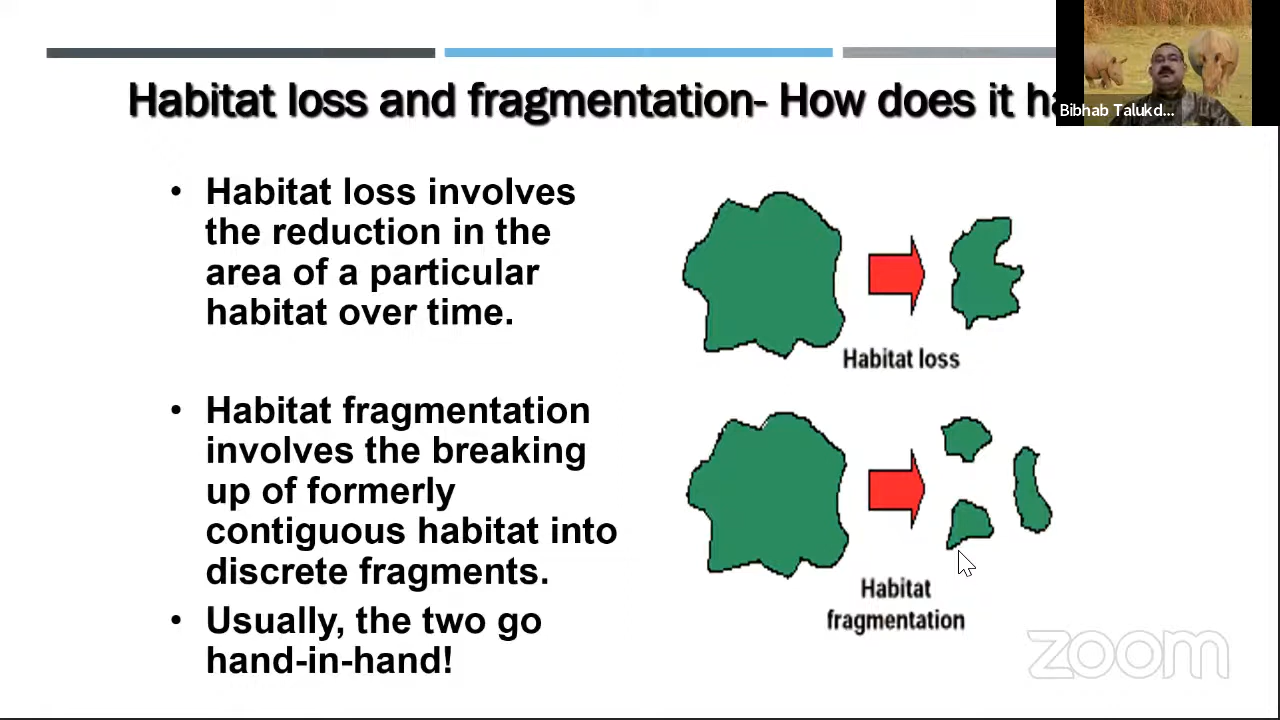 Habitat loss and fragmentation- How does it ha
Bibhab Talukd...
• Habitat loss involves
the reduction in the
area of a particular
habitat over time.
• Habitat fragmentation
involves the breaking
up of formerly
contiguous habitat into
discrete fragments.
• Usually, the two go
hand-in-hand!
Habitat loss
Habitat
fragmentation
zoom